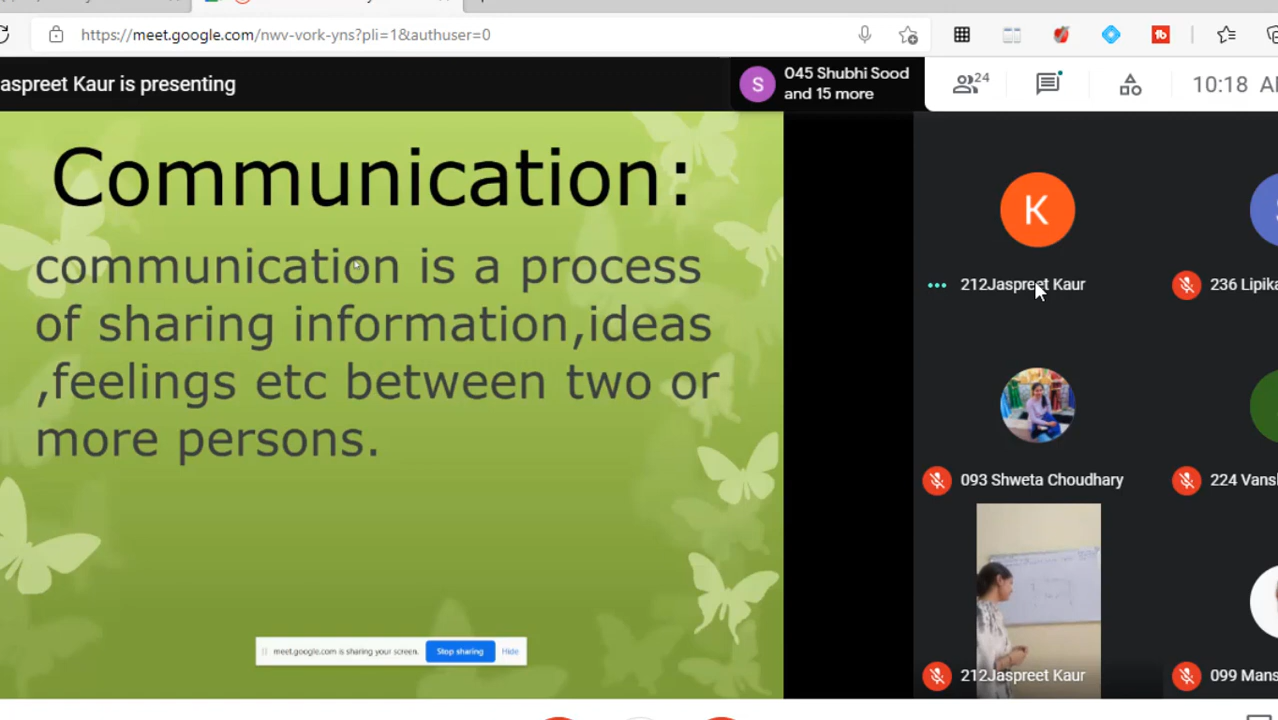 https://meet.google.com/nwv-vork-yns?pli=1&authuser=0
aspreet Kaur is presenting
S
045 Shubhi Sood
and 15 more
24
10:18
Communication:
communication is a process
of sharing information,ideas
,feelings etc between two or
more persons.
meet.google.com is sharing your screen.
Stop sharing
Hide
K
212Jaspreet Kaur
236 Lipika
093 Shweta Choudhary
224 Vans
212Jaspreet Kaur
099 Mans